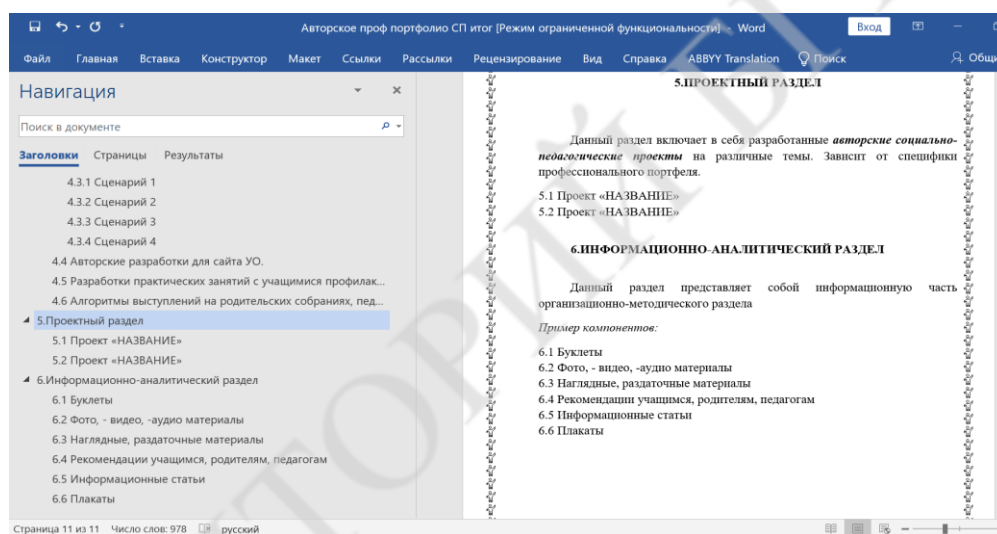 Авторское проф портфолио СП итог [Режим ограниченной функциональности] - Word
Вход
Файл Главная Вставка Конструктор Макет Ссылки Рассылки Рецензирование Вид Справка ABBYY Translation Поиск
Навигация
Поиск в документе
Заголовки Страницы Результаты
4.3.1 Сценарий 1
4.3.2 Сценарий 2
4.3.3 Сценарий 3
4.3.4 Сценарий 4
4.4 Авторские разработки для сайта УО.
4.5 Разработки практических занятий с учащимися профилак...
4.6 Алгоритмы выступлений на родительских собраниях, пед...
5.Проектный раздел
5.1 Проект «НАЗВАНИЕ»
5.2 Проект «НАЗВАНИЕ»
6.Информационно-аналитический раздел
6.1 Буклеты
6.2 Фото, - видео, -аудио материалы
6.3 Наглядные, раздаточные материалы
6.4 Рекомендации учащимся, родителям, педагогам
6.5 Информационные статьи
6.6 Плакаты
5.ПРОЕКТНЫЙ РАЗДЕЛ
Данный раздел включает в себя разработанные авторские социально-
педагогические проекты на различные темы. Зависит от специфики
профессионального портфеля.
5.1 Проект «НАЗВАНИЕ»
5.2 Проект «НАЗВАНИЕ»
6.ИНФОРМАЦИОННО-АНАЛИТИЧЕСКИЙ РАЗДЕЛ
Данный раздел представляет собой информационную часть
организационно-методического раздела
Пример компонентов:
6.1 Буклеты
6.2 Фото, - видео, -аудио материалы
6.3 Наглядные, раздаточные материалы
6.4 Рекомендации учащимся, родителям, педагогам
6.5 Информационные статьи
6.6 Плакаты
Страница 11 из 11 Число слов: 978 русский